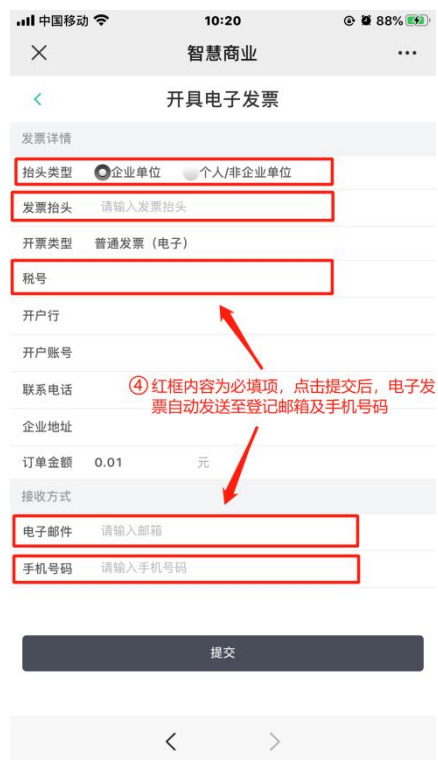 中国移动 10:20 88%
智慧商业
开具电子发票
发票详情
抬头类型 企业单位 个人/非企业单位
发票抬头 请输入发票抬头
开票类型 普通发票（电子）
税号
开户行
开户账号
联系电话
④红框内容为必填项，点击提交后，电子发
票自动发送至登记邮箱及手机号码
企业地址
订单金额 0.01 元
接收方式
电子邮件 请输入邮箱
手机号码 请输入手机号码
提交